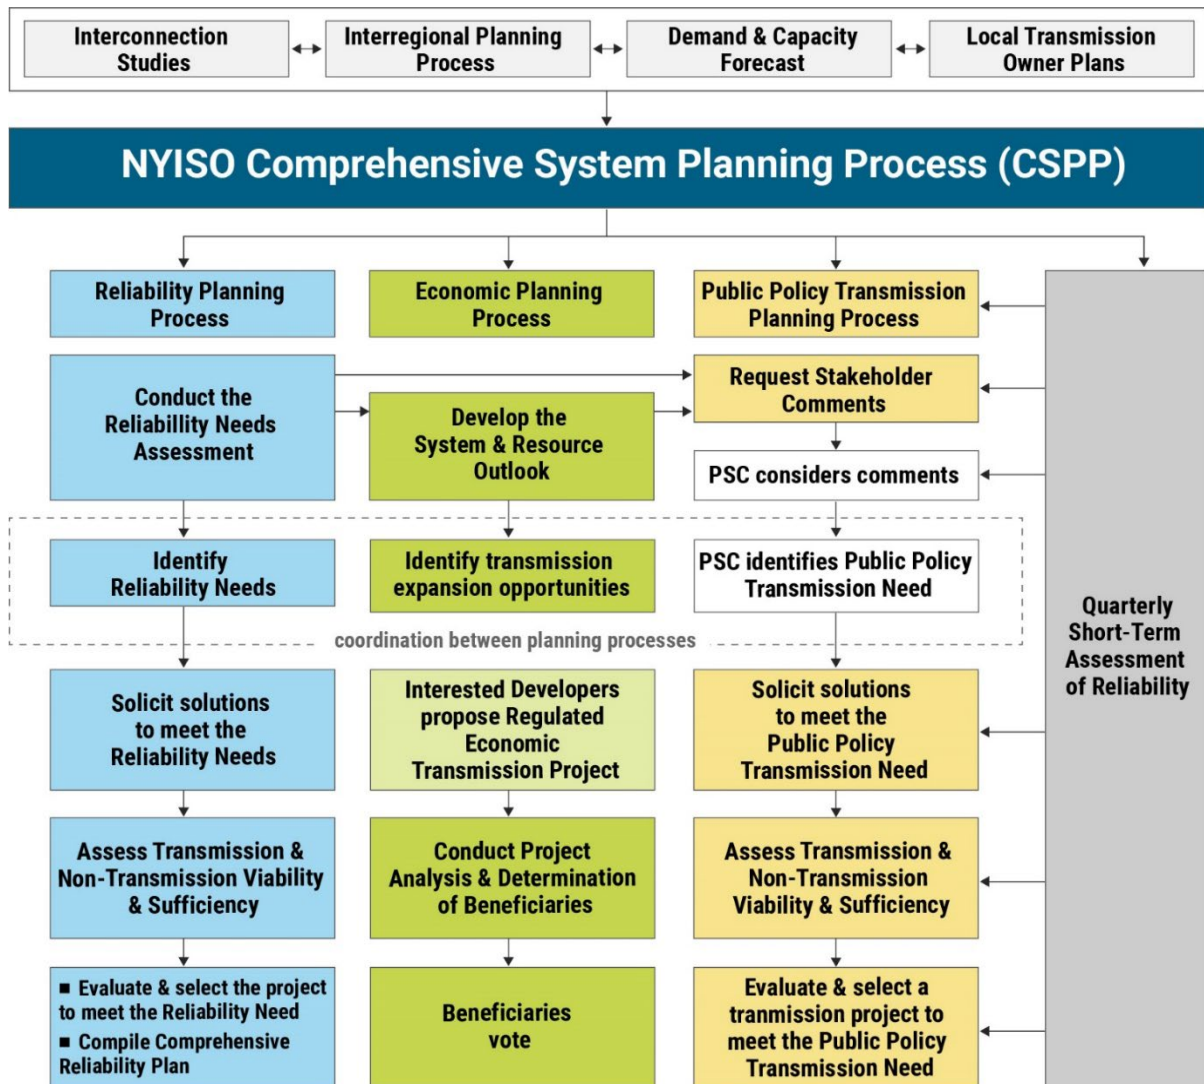 Interconnection
Studies
Interregional Planning
Process
Demand & Capacity
Forecast
Local Transmission
Owner Plans
NYISO Comprehensive System Planning Process (CSPP)
Reliability Planning
Process
Economic Planning
Process
Public Policy Transmission
Planning Process
Conduct the
Reliabillity Needs
Assessment
Develop the
System & Resource
Outlook
Request Stakeholder
Comments
PSC considers comments
Identify
Reliability Needs
Identify transmission
expansion opportunities
PSC identifies Public Policy
Transmission Need
coordination between planning processes
Quarterly
Short-Term
Assessment
of Reliability
Solicit solutions
to meet the
Reliability Needs
Interested Developers
propose Regulated
Economic
Transmission Project
Solicit solutions
to meet the
Public Policy
Transmission Need
Assess Transmission &
Non-Transmission Viability
& Sufficiency
Conduct Project
Analysis & Determination
of Beneficiaries
Assess Transmission &
Non-Transmission
Viability & Sufficiency
■ Evaluate & select the project
to meet the Reliability Need
■ Compile Comprehensive
Reliability Plan
Beneficiaries
vote
Evaluate & select a
tranmission project to
meet the Public Policy
Transmission Need